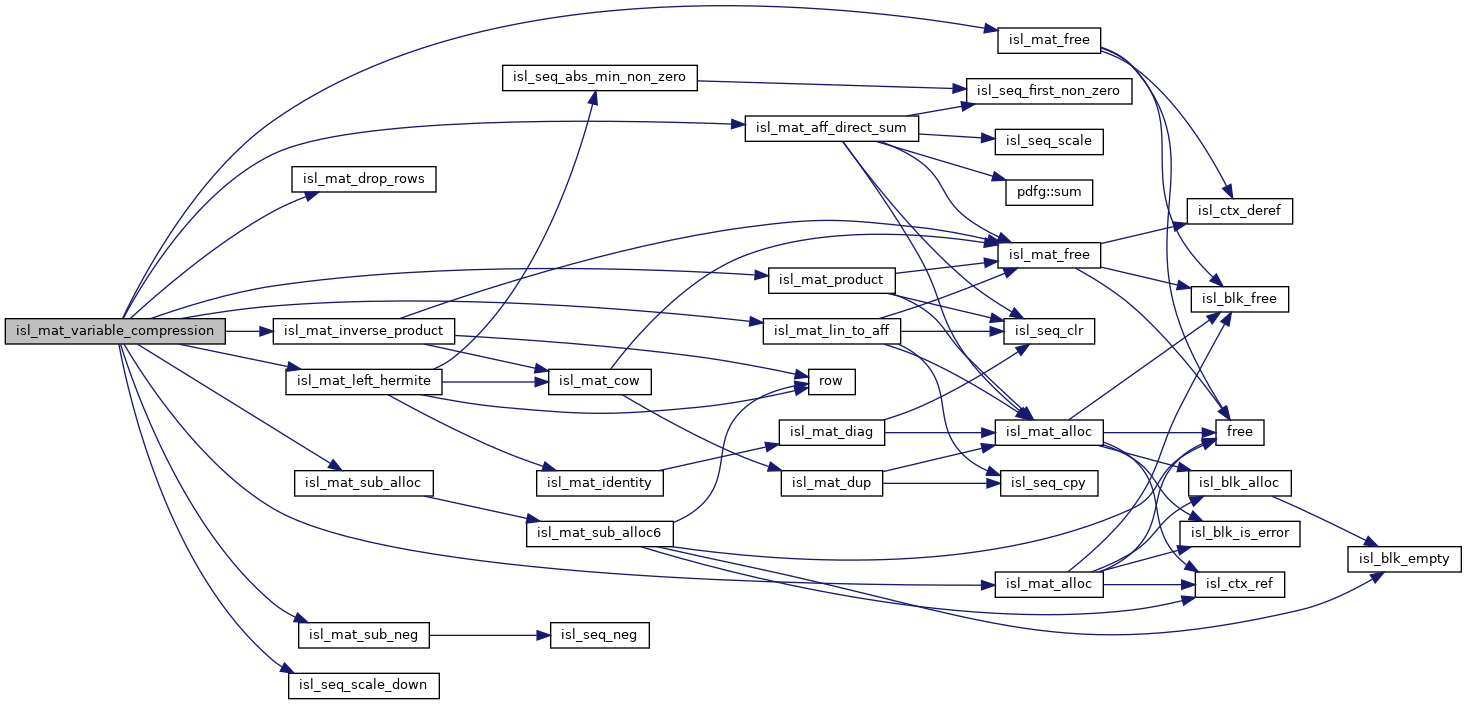 isl_mat_free
isl_seq_abs_min_non_zero
isl_seq_first_non_zero
isl_mat_aff_direct_sum
isl_seq_scale
isl_mat_drop_rows
pdfg::sum
isl_ctx_deref
isl_mat_free
isl_mat_product
isl_blk_free
isl_mat_variable_compression
isl_mat_inverse_product
isl_mat_lin_to_aff
isl_seq_clr
isl_mat_left_hermite
isl_mat_cow
row
isl_mat_diag
isl_mat_alloc
free
isl_mat_sub_alloc
isl_mat_identity
isl_mat_dup
isl_seq_cpy
isl_blk_alloc
isl_mat_sub_alloc6
isl_blk_is_error
isl_blk_empty
isl_mat_alloc
isl_ctx_ref
isl_mat_sub_neg
isl_seq_neg
isl_seq_scale_down